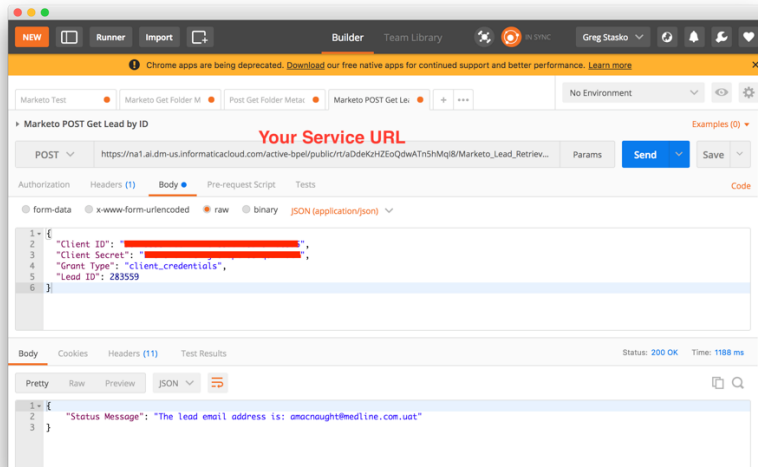 NEW Runner Import Builder Team Library IN SYNC Greg Stasko
Chrome apps are being deprecated. Download our free native apps for continued support and better performance. Learn more
Marketo Test Marketo Get Folder M Post Get Folder Metac Marketo POST Get Le No Environment
Marketo POST Get Lead by ID Examples (0)
Your Service URL
POST https://na1.ai.dm-us.informaticacloud.com/active-bpel/public/rt/aDdeKzHZEoQdwATn5hMql8/Marketo_Lead_Retriev... Params Send Save
Authorization Headers (1) Body Pre-request Script Tests Code
form-data x-www-form-urlencoded raw binary JSON (application/json)
1 {
2 "Client ID": "
3 "Client Secret": "
4 "Grant Type": "client_credentials",
5 "Lead ID": 283559
6 }
Body Cookies Headers (11) Test Results Status: 200 OK Time: 1188 ms
Pretty Raw Preview JSON
1 {
2 "Status Message": "The lead email address is: amacnaught@medline.com.uat"
3 }